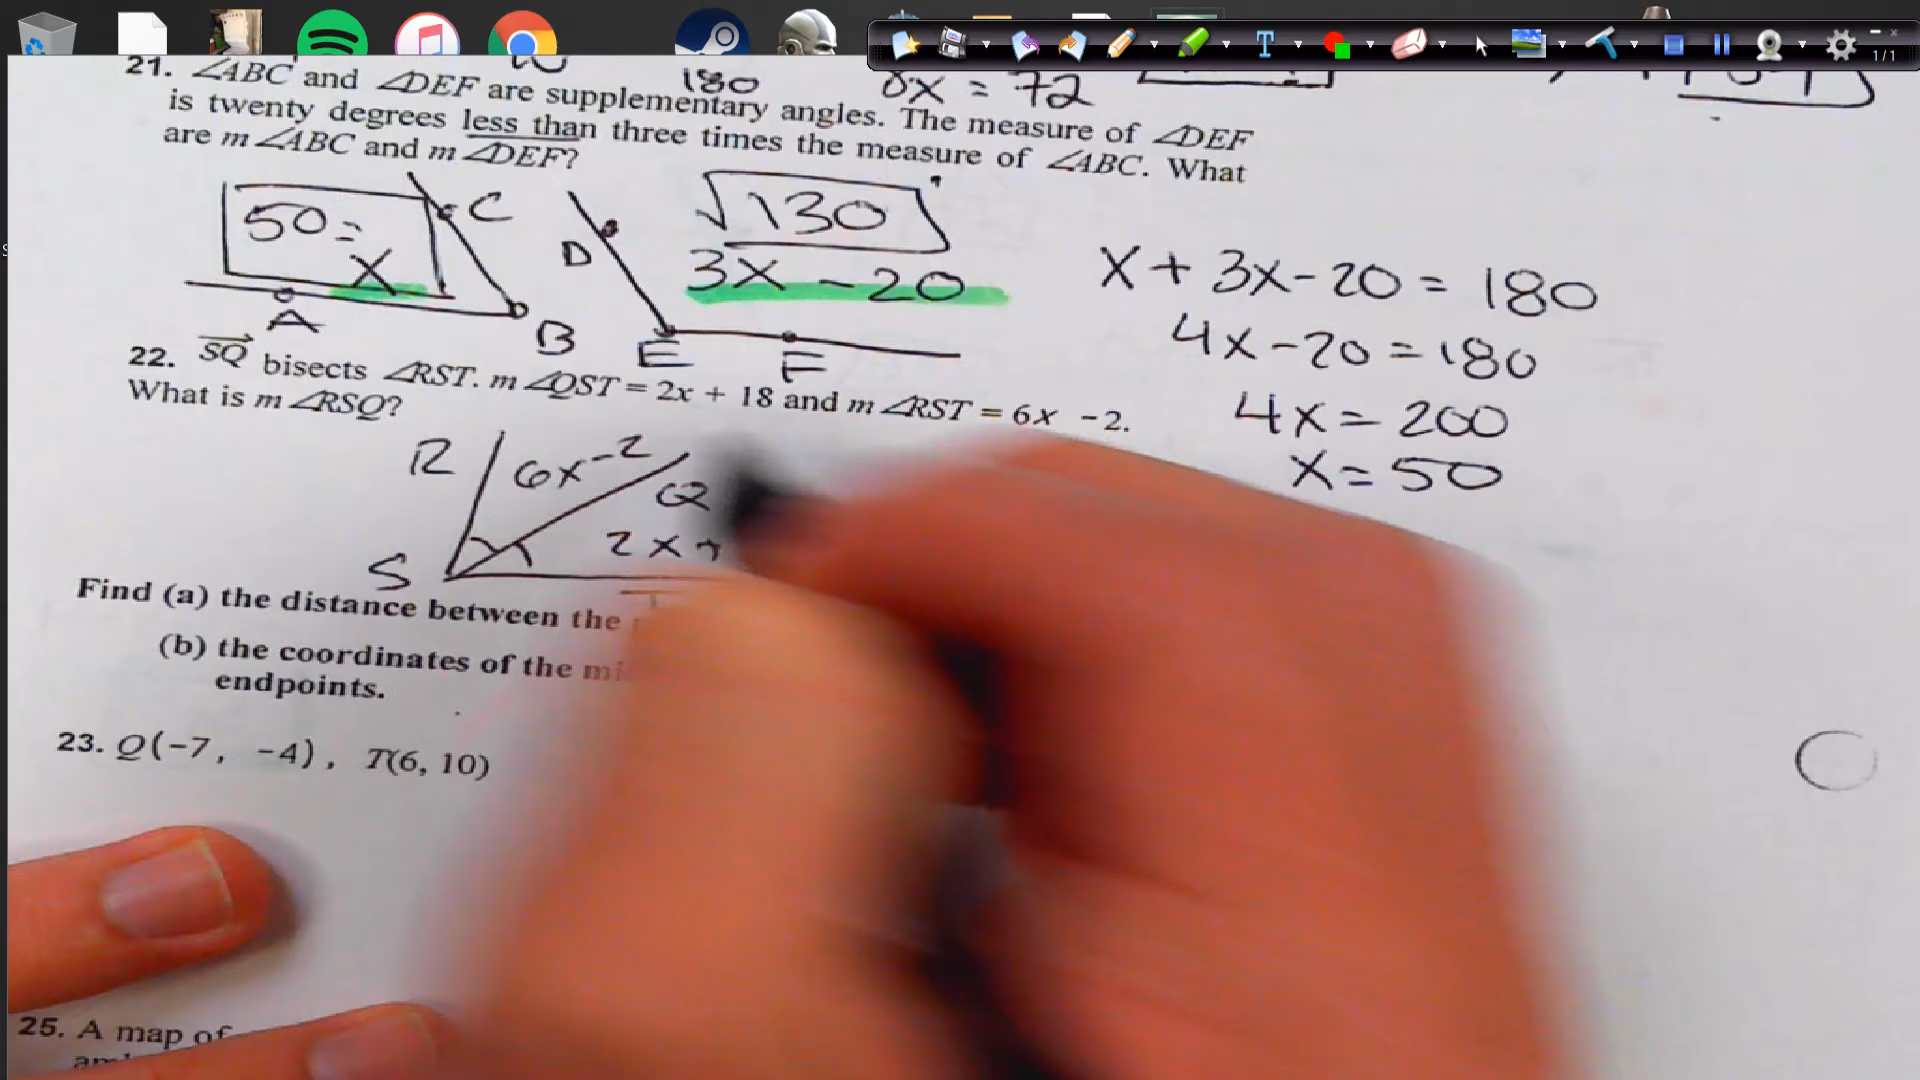 1/1
180
8x = 72
21. ∠ABC and ∠DEF are supplementary angles. The measure of ∠DEF
is twenty degrees less than three times the measure of ∠ABC. What
are m∠ABC and m∠DEF?
50 =
x
C
A
B
D
E
F
130
3x - 20
x + 3x - 20 = 180
4x - 20 = 180
4x = 200
x = 50
22. SQ bisects ∠RST. m∠QST = 2x + 18 and m∠RST = 6x - 2.
What is m∠RSQ?
R
6x - 2
Q
2x +
S
Find (a) the distance between the
(b) the coordinates of the
endpoints.
23. Q(-7, -4), T(6, 10)
25. A map of